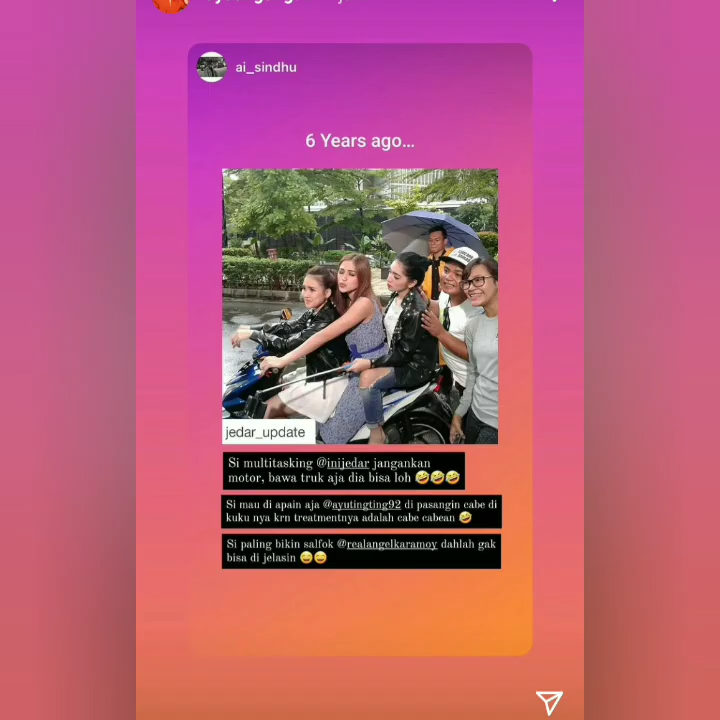 ai_sindhu
6 Years ago...
jedar_update
Si multitasking @inijedar jangankan
motor, bawa truk aja dia bisa loh 🤣🤣🤣
Si mau di apain aja @ayutingting92 di pasangin cabe di
kuku nya krn treatmentnya adalah cabe cabean 🤣
Si paling bikin salfok @realangelkaramoy dahlah gak
bisa di jelasin 😄😄